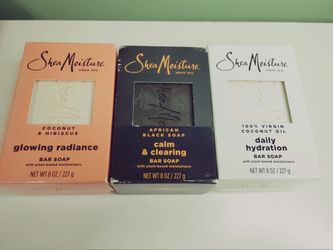 SheaMoisture
SINCE 1912
COCONUT
& HIBISCUS
glowing radiance
BAR SOAP
with plant-based moisturizers
NET WT 8 OZ / 227 g
SheaMoisture
SINCE 1912
AFRICAN
BLACK SOAP
calm
& clearing
BAR SOAP
with plant-based moisturizers
NET WT 8 OZ / 227 g
SheaMoisture
SINCE 1912
100% VIRGIN
COCONUT OIL
daily
hydration
BAR SOAP
with plant-based moisturizers
NET WT 8 OZ / 227 g